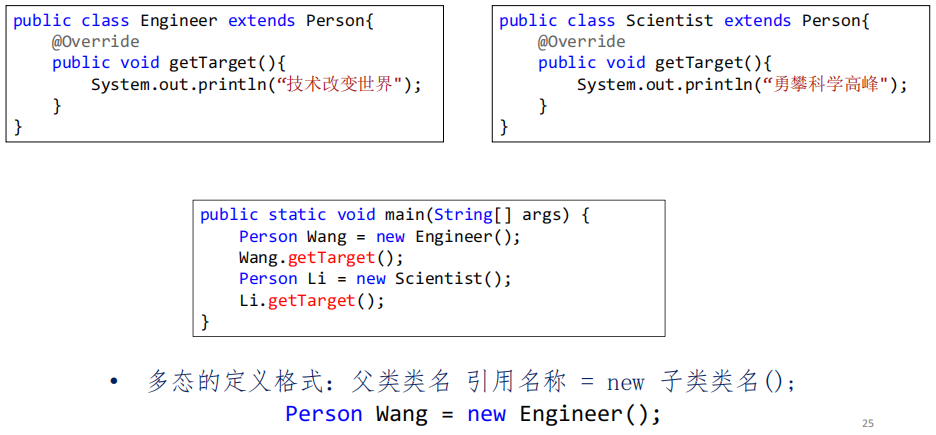 public class Engineer extends Person{
    @Override
    public void getTarget(){
        System.out.println(“技术改变世界");
    }
}
public class Scientist extends Person{
    @Override
    public void getTarget(){
        System.out.println(“勇攀科学高峰");
    }
}
public static void main(String[] args) {
    Person Wang = new Engineer();
    Wang.getTarget();
    Person Li = new Scientist();
    Li.getTarget();
}
• 多态的定义格式：父类类名 引用名称 = new 子类类名();
Person Wang = new Engineer();
25